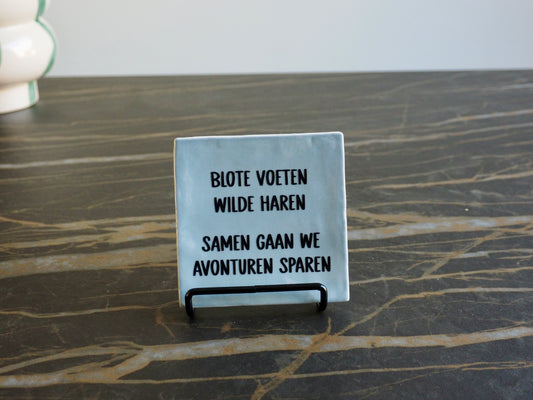 BLOTE VOETEN
WILDE HAREN
SAMEN GAAN WE
AVONTUREN SPAREN